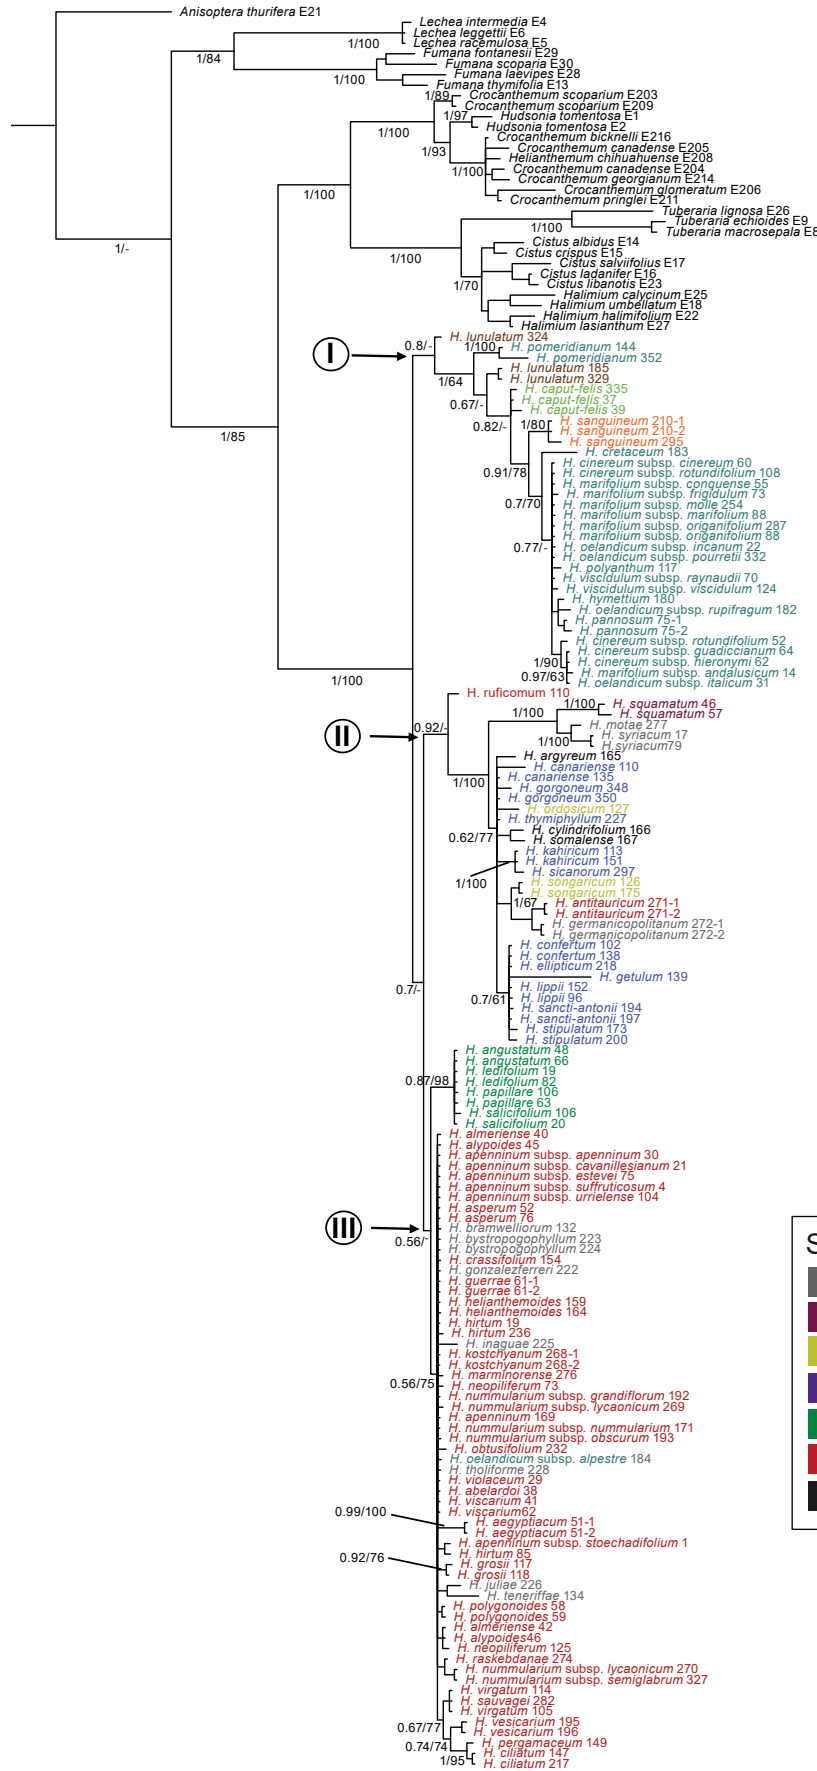 Anisoptera thurifera E21
Lechea intermedia E4
Lechea leggettii E6
1/100
Lechea racemulosa E5
1/84
Fumana fontanesii E29
Fumana scoparia E30
1/100
Fumana laevipes E28
Fumana thymifolia E13
1/89
Crocanthemum scoparium E203
Crocanthemum scoparium E209
1/97
Hudsonia tomentosa E1
1/100
Hudsonia tomentosa E2
Crocanthemum bicknelli E216
1/93
Crocanthemum canadense E205
Helianthemum chihuahuense E208
1/100
Crocanthemum canadense E204
Crocanthemum georgianum E214
Crocanthemum glomeratum E206
1/100
Crocanthemum pringlei E211
Tuberaria lignosa E26
1/100
Tuberaria echioides E9
Tuberaria macrosepala E8
1/-
Cistus albidus E14
1/100
Cistus crispus E15
Cistus salviifolius E17
Cistus ladanifer E16
1/70
Cistus libanotis E23
Halimium calycinum E25
Halimium umbellatum E18
Halimium halimifolium E22
Halimium lasianthum E27
I
0.8/-
H. lunulatum 324
1/100
H. pomeridianum 144
H. pomeridianum 352
1/64
H. lunulatum 185
H. lunulatum 329
H. caput-felis 335
0.67/-
H. caput-felis 37
H. caput-felis 39
0.82/-
1/80
H. sanguineum 210-1
H. sanguineum 210-2
1/85
H. sanguineum 295
H. cretaceum 183
H. cinereum subsp. cinereum 60
0.91/78
H. cinereum subsp. rotundifolium 108
H. marifolium subsp. conquense 55
H. marifolium subsp. frigidulum 73
0.7/70
H. marifolium subsp. molle 254
H. marifolium subsp. marifolium 88
H. marifolium subsp. origanifolium 287
H. marifolium subsp. origanifolium 88
0.77/-
H. oelandicum subsp. incanum 22
H. oelandicum subsp. pourretii 332
H. polyanthum 117
H. viscidulum subsp. raynaudii 70
H. viscidulum subsp. viscidulum 124
H. hymettium 180
H. oelandicum subsp. rupifragum 182
H. pannosum 75-1
H. pannosum 75-2
H. cinereum subsp. rotundifolium 52
H. cinereum subsp. guadiccianum 64
1/90
H. cinereum subsp. hieronymi 62
H. marifolium subsp. andalusicum 14
0.97/63
H. oelandicum subsp. italicum 31
1/100
H. ruficomum 110
1/100
H. squamatum 46
1/100
H. squamatum 57
II
0.92/-
H. motae 277
H. syriacum 17
1/100
H. syriacum79
H. argyreum 165
H. canariense 110
1/100
H. canariense 135
H. gorgoneum 348
H. gorgoneum 350
H. ordosicum 127
H. thymiphyllum 227
H. cylindrifolium 166
0.62/77
H. somalense 167
H. kahiricum 113
H. kahiricum 151
H. sicanorum 297
1/100
H. songaricum 126
H. songaricum 175
1/67
H. antitauricum 271-1
H. antitauricum 271-2
H. germanicopolitanum 272-1
H. germanicopolitanum 272-2
H. confertum 102
H. confertum 138
H. ellipticum 218
H. getulum 139
0.7/-
H. lippii 152
0.7/61
H. lippii 96
H. sancti-antonii 194
H. sancti-antonii 197
H. stipulatum 173
H. stipulatum 200
H. angustatum 48
H. angustatum 66
H. ledifolium 19
0.87/98
H. ledifolium 82
H. papillare 106
H. papillare 63
H. salicifolium 106
H. salicifolium 20
H. almeriense 40
H. alypoides 45
H. apenninum subsp. apenninum 30
H. apenninum subsp. cavanillesianum 21
H. apenninum subsp. estevei 75
H. apenninum subsp. suffruticosum 4
H. apenninum subsp. urrielense 104
H. asperum 52
H. asperum 76
III
H. bramwelliorum 132
0.56/-
H. bystropogophyllum 223
H. bystropogophyllum 224
H. crassifolium 154
H. gonzalezferreri 222
H. guerrae 61-1
H. guerrae 61-2
H. helianthemoides 159
H. helianthemoides 164
H. hirtum 19
H. hirtum 236
H. inaguae 225
H. kostchyanum 268-1
H. kostchyanum 268-2
H. marminorense 276
0.56/75
H. neopiliferum 73
H. nummularium subsp. grandiflorum 192
H. nummularium subsp. lycaonicum 269
H. apenninum 169
H. nummularium subsp. nummularium 171
H. nummularium subsp. obscurum 193
H. obtusifolium 232
H. oelandicum subsp. alpestre 184
H. tholiforme 228
H. violaceum 29
H. abelardoi 38
H. viscarium 41
0.99/100
H. viscarium62
H. aegyptiacum 51-1
H. aegyptiacum 51-2
H. apenninum subsp. stoechadifolium 1
0.92/76
H. hirtum 85
H. grosii 117
H. grosii 118
H. juliae 226
H. teneriffae 134
H. polygonoides 58
H. polygonoides 59
H. almeriense 42
H. alypoides46
H. neopiliferum 125
H. raskebdanae 274
H. nummularium subsp. lycaonicum 270
H. nummularium subsp. semiglabrum 327
H. virgatum 114
H. sauvagei 282
H. virgatum 105
0.67/77
H. vesicarium 195
H. vesicarium 196
0.74/74
H. pergamaceum 149
1/95
H. ciliatum 147
H. ciliatum 217